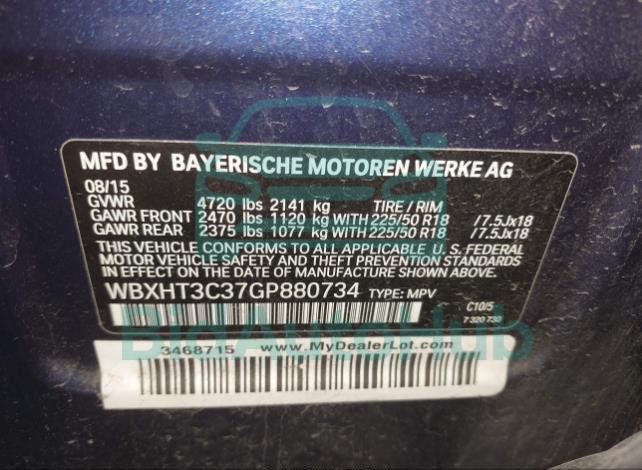 MFD BY BAYERISCHE MOTOREN WERKE AG
08/15
GVWR 4720 lbs 2141 kg TIRE / RIM
GAWR FRONT 2470 lbs 1120 kg WITH 225/50 R18 /7.5Jx18
GAWR REAR 2375 lbs 1077 kg WITH 225/50 R18 /7.5Jx18
THIS VEHICLE CONFORMS TO ALL APPLICABLE U. S. FEDERAL
MOTOR VEHICLE SAFETY AND THEFT PREVENTION STANDARDS
IN EFFECT ON THE DATE OF MANUFACTURE SHOWN ABOVE.
WBXHT3C37GP880734 TYPE: MPV
C10/5
7 320 730
BidAutoHub
3468715 www.MyDealerLot.com